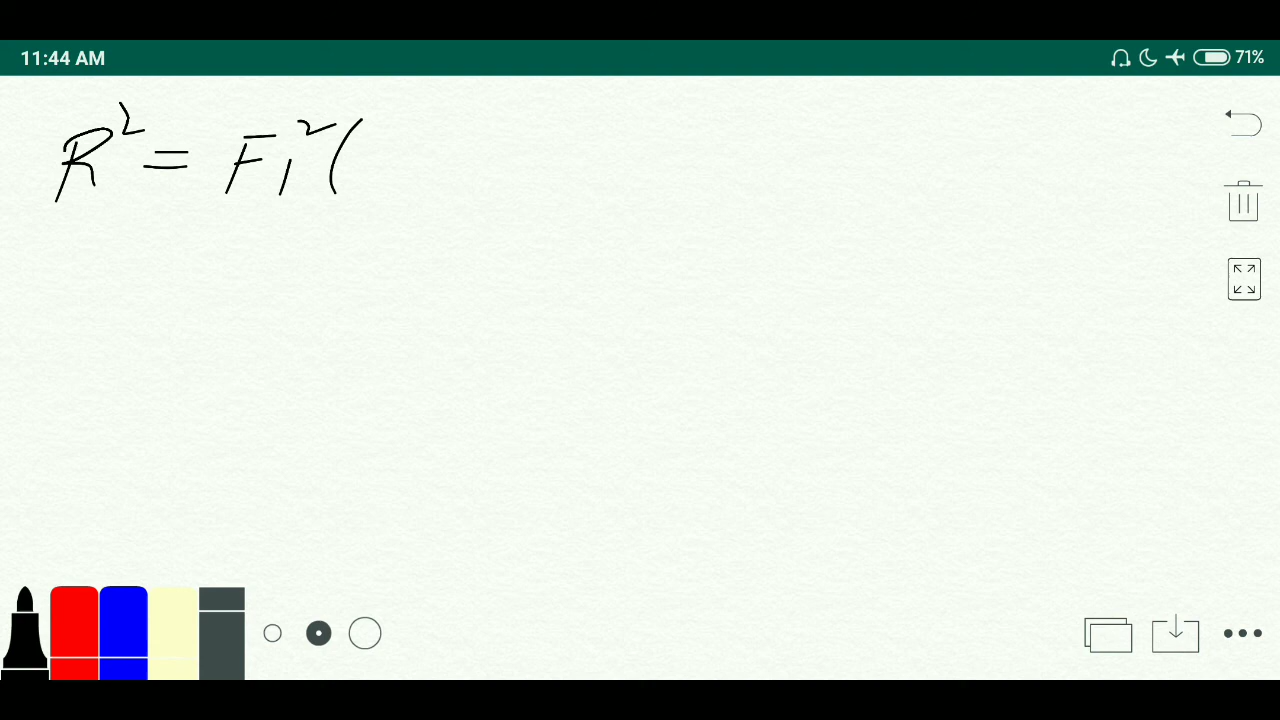 11:44 AM 71%
R² = F₁² (